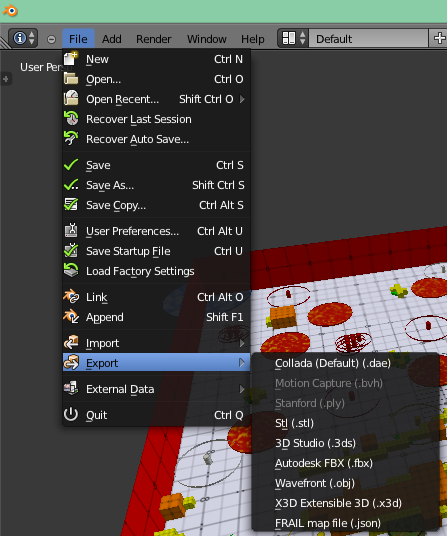 File Add Render Window Help Default
User Per
New Ctrl N
Open... Ctrl O
Open Recent... Shift Ctrl O
Recover Last Session
Recover Auto Save...
Save Ctrl S
Save As... Shift Ctrl S
Save Copy... Ctrl Alt S
User Preferences... Ctrl Alt U
Save Startup File Ctrl U
Load Factory Settings
Link Ctrl Alt O
Append Shift F1
Import
Export
External Data
Quit Ctrl Q
Collada (Default) (.dae)
Motion Capture (.bvh)
Stanford (.ply)
Stl (.stl)
3D Studio (.3ds)
Autodesk FBX (.fbx)
Wavefront (.obj)
X3D Extensible 3D (.x3d)
FRAIL map file (.json)